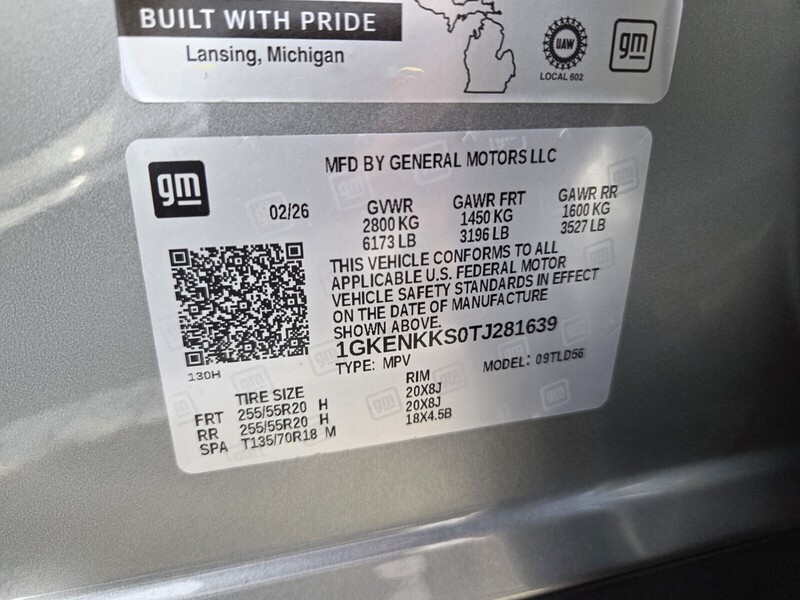 BUILT WITH PRIDE
Lansing, Michigan
UAW
LOCAL 602
gm
gm
MFD BY GENERAL MOTORS LLC
02/26
GVWR
2800 KG
6173 LB
GAWR FRT
1450 KG
3196 LB
GAWR RR
1600 KG
3527 LB
THIS VEHICLE CONFORMS TO ALL
APPLICABLE U.S. FEDERAL MOTOR
VEHICLE SAFETY STANDARDS IN EFFECT
ON THE DATE OF MANUFACTURE
SHOWN ABOVE.
1GKENKKS0TJ281639
TYPE: MPV MODEL: 09TLD56
130H
TIRE SIZE RIM
FRT 255/55R20 H 20X8J
RR 255/55R20 H 20X8J
SPA T135/70R18 M 18X4.5B